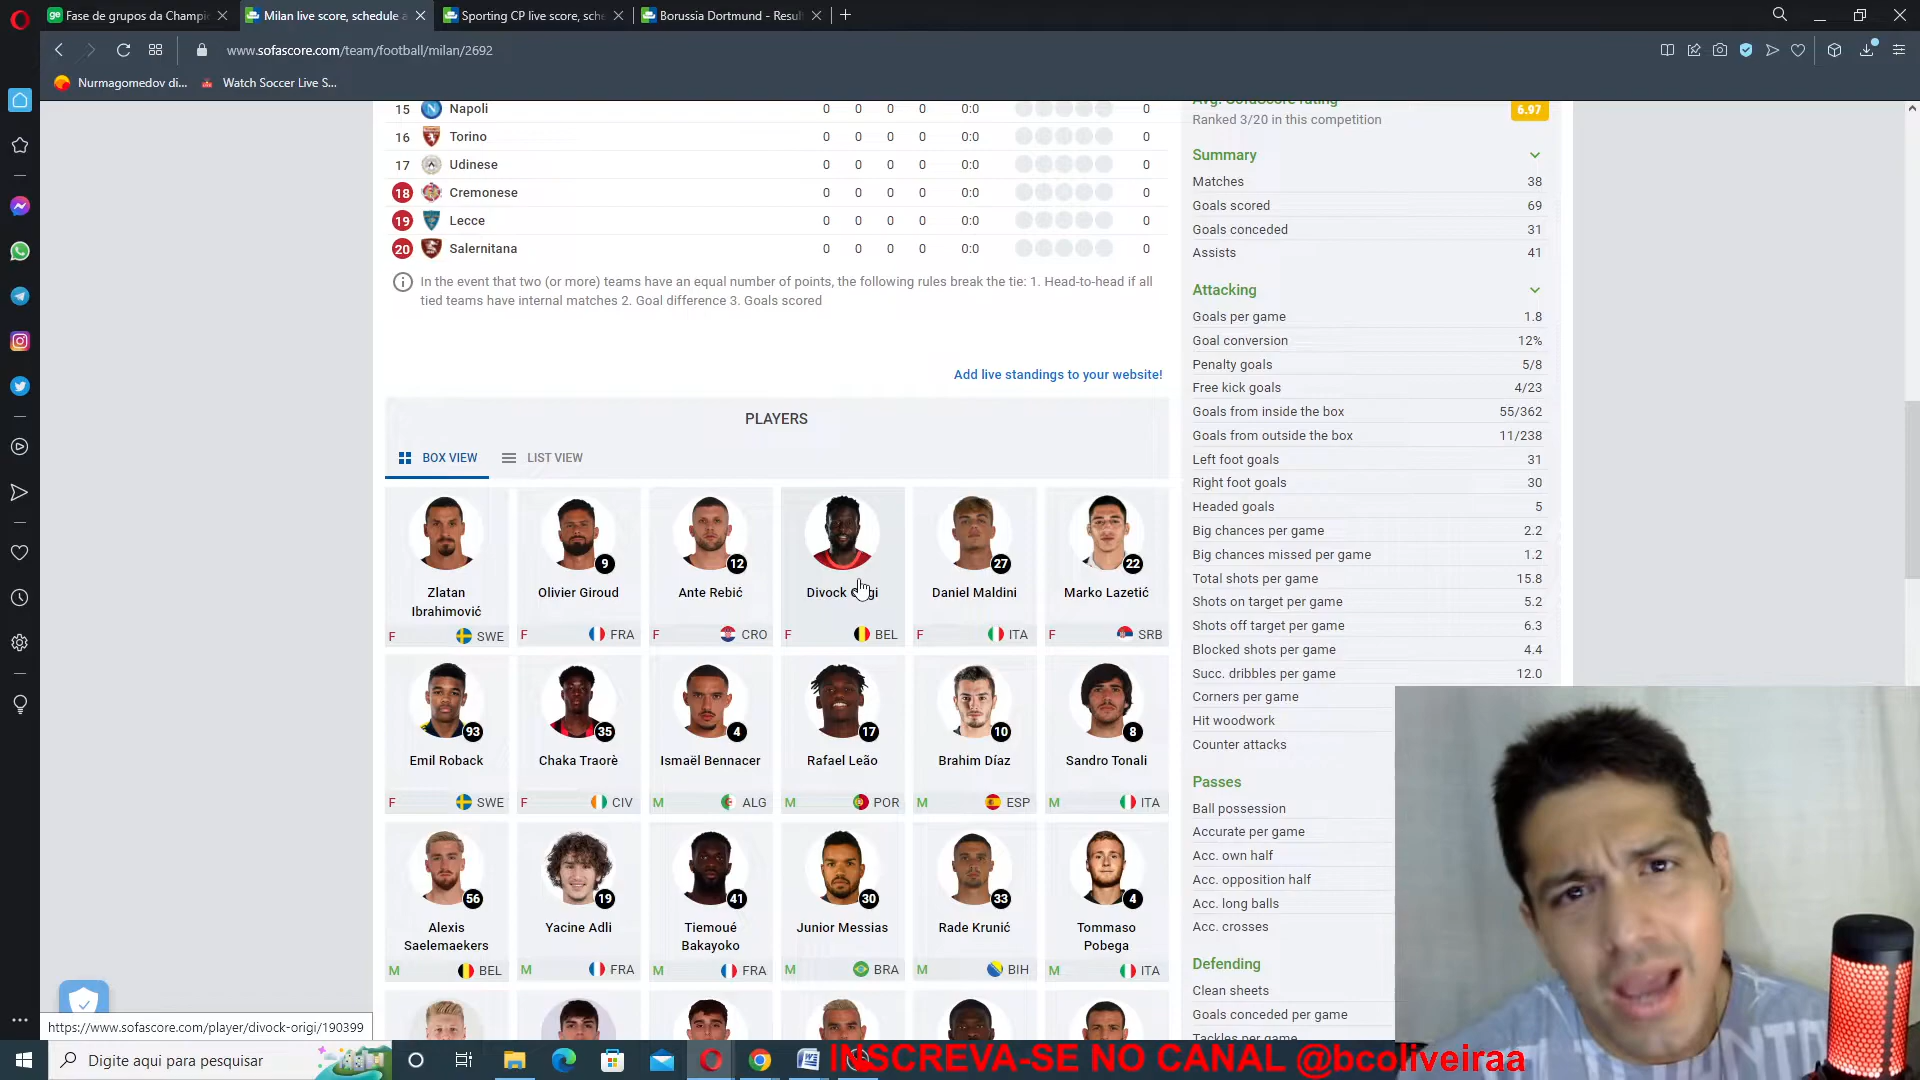 Fase de grupos da Champi
Milan live score, schedule a
Sporting CP live score, sche
Borussia Dortmund - Resul
www.sofascore.com/team/football/milan/2692
Nurmagomedov di...
Watch Soccer Live S...
15 Napoli 0 0 0 0 0:0 0
16 Torino 0 0 0 0 0:0 0
17 Udinese 0 0 0 0 0:0 0
18 Cremonese 0 0 0 0 0:0 0
19 Lecce 0 0 0 0 0:0 0
20 Salernitana 0 0 0 0 0:0 0
In the event that two (or more) teams have an equal number of points, the following rules break the tie: 1. Head-to-head if all
tied teams have internal matches 2. Goal difference 3. Goals scored
Add live standings to your website!
PLAYERS
BOX VIEW
LIST VIEW
9 12 27 22
Zlatan
Ibrahimović
Olivier Giroud
Ante Rebić
Divock
Daniel Maldini
Marko Lazetić
F SWE F FRA F CRO F BEL F ITA F SRB
93 35 4 17 10 8
Emil Roback
Chaka Traorè
Ismaël Bennacer
Rafael Leão
Brahim Díaz
Sandro Tonali
F SWE F CIV M ALG M POR M ESP M ITA
56 19 41 30 33 4
Alexis
Saelemaekers
Yacine Adli
Tiemoué
Bakayoko
Junior Messias
Rade Krunić
Tommaso
Pobega
M BEL M FRA M FRA M BRA M BIH M ITA
Avg. SofaScore rating 6.97
Ranked 3/20 in this competition
Summary
Matches 38
Goals scored 69
Goals conceded 31
Assists 41
Attacking
Goals per game 1.8
Goal conversion 12%
Penalty goals 5/8
Free kick goals 4/23
Goals from inside the box 55/362
Goals from outside the box 11/238
Left foot goals 31
Right foot goals 30
Headed goals 5
Big chances per game 2.2
Big chances missed per game 1.2
Total shots per game 15.8
Shots on target per game 5.2
Shots off target per game 6.3
Blocked shots per game 4.4
Succ. dribbles per game 12.0
Corners per game
Hit woodwork
Counter attacks
Passes
Ball possession
Accurate per game
Acc. own half
Acc. opposition half
Acc. long balls
Acc. crosses
Defending
Clean sheets
Goals conceded per game
Tackles per game
https://www.sofascore.com/player/divock-origi/190399
Digite aqui para pesquisar
INSCREVA-SE NO CANAL @bcoliveiraa